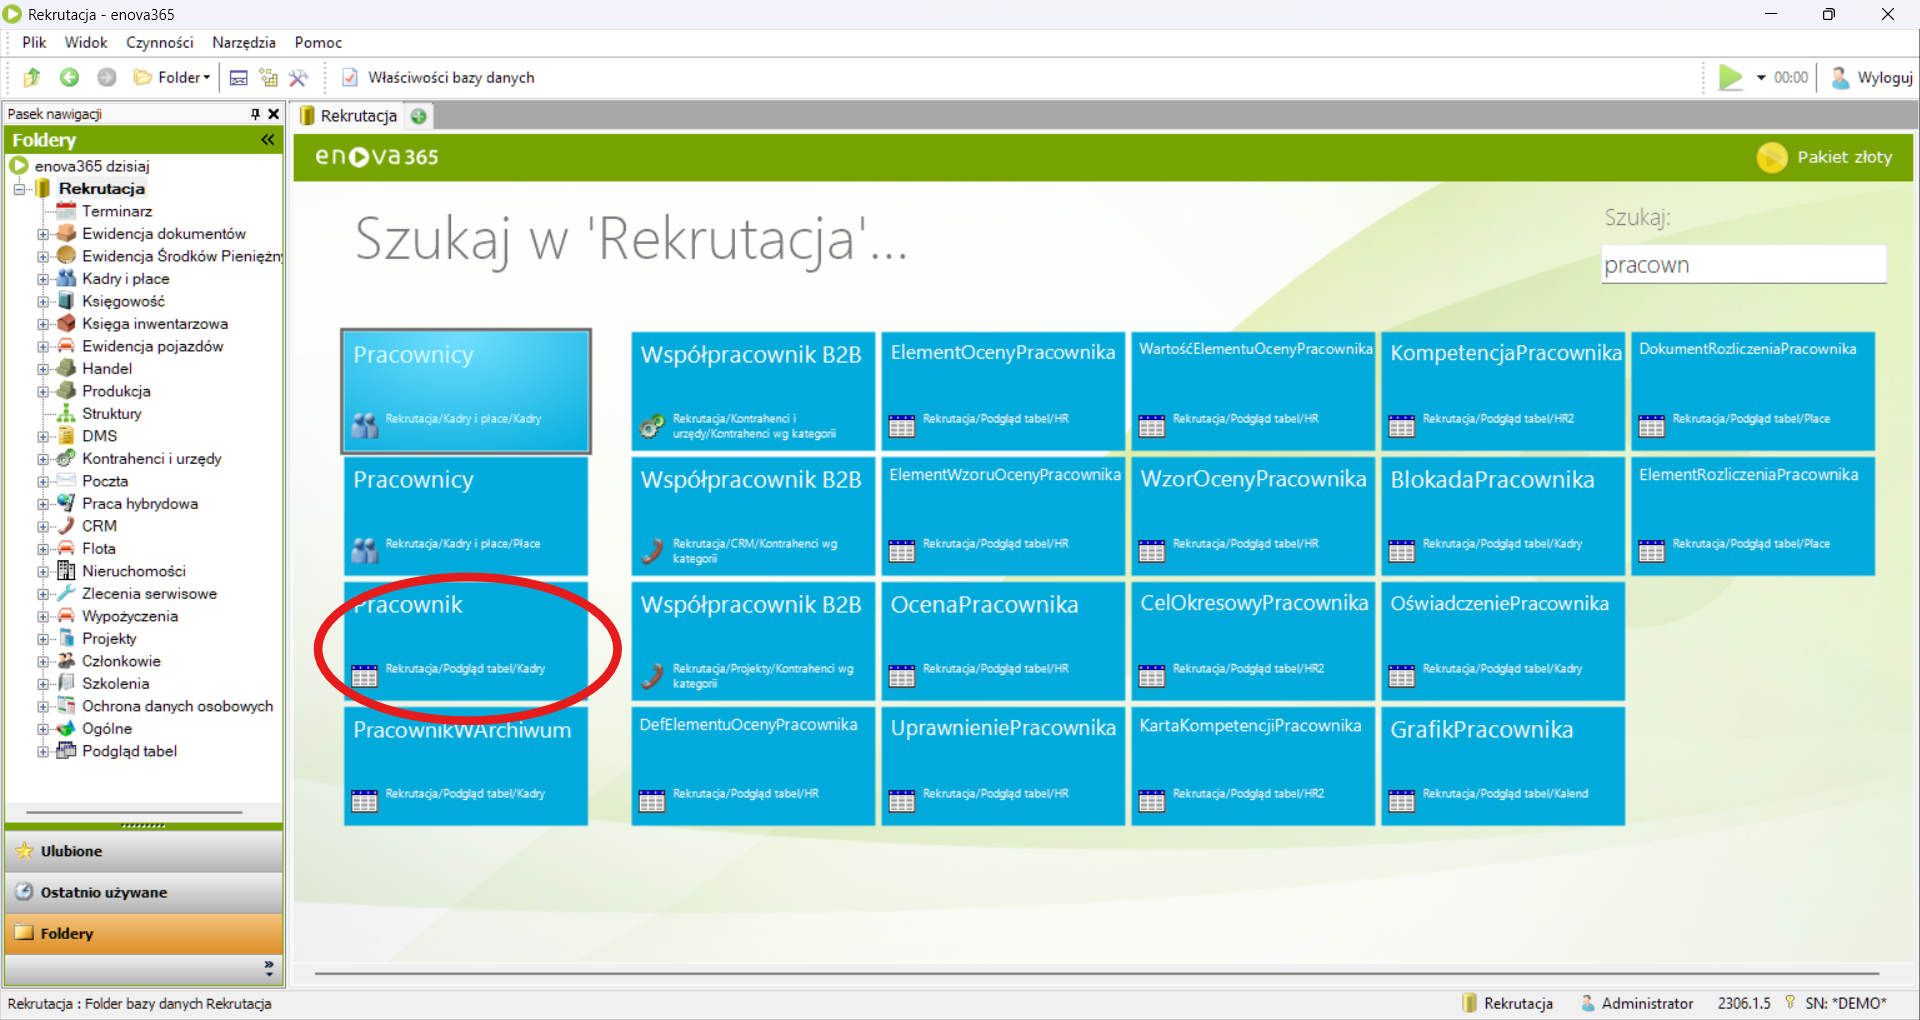 Rekrutacja - enova365
Plik Widok Czynności Narzędzia Pomoc
Folder Właściwości bazy danych 00:00 Wyloguj
Pasek nawigacji
Foldery
enova365 dzisiaj
Rekrutacja
Terminarz
Ewidencja dokumentów
Ewidencja Środków Pieniężny
Kadry i płace
Księgowość
Księga inwentarzowa
Ewidencja pojazdów
Handel
Produkcja
Struktury
DMS
Kontrahenci i urzędy
Poczta
Praca hybrydowa
CRM
Flota
Nieruchomości
Zlecenia serwisowe
Wypożyczenia
Projekty
Członkowie
Szkolenia
Ochrona danych osobowych
Ogólne
Podgląd tabel
Ulubione
Ostatnio używane
Foldery
Rekrutacja
enova365 Pakiet złoty
Szukaj w 'Rekrutacja'...
Szukaj:
pracown
Pracownicy
Rekrutacja/Kadry i płace/Kadry
Współpracownik B2B
Rekrutacja/Kontrahenci i
urzędy/Kontrahenci wg kategorii
ElementOcenyPracownika
Rekrutacja/Podgląd tabel/HR
WartośćElementuOcenyPracownika
Rekrutacja/Podgląd tabel/HR
KompetencjaPracownika
Rekrutacja/Podgląd tabel/HR2
DokumentRozliczeniaPracownika
Rekrutacja/Podgląd tabel/Place
Pracownicy
Rekrutacja/Kadry i płace/Płace
Współpracownik B2B
Rekrutacja/CRM/Kontrahenci wg
kategorii
ElementWzoruOcenyPracownika
Rekrutacja/Podgląd tabel/HR
WzorOcenyPracownika
Rekrutacja/Podgląd tabel/HR
BlokadaPracownika
Rekrutacja/Podgląd tabel/Kadry
ElementRozliczeniaPracownika
Rekrutacja/Podgląd tabel/Place
Pracownik
Rekrutacja/Podgląd tabel/Kadry
Współpracownik B2B
Rekrutacja/Projekty/Kontrahenci wg
kategorii
OcenaPracownika
Rekrutacja/Podgląd tabel/HR
CelOkresowyPracownika
Rekrutacja/Podgląd tabel/HR2
OświadczeniePracownika
Rekrutacja/Podgląd tabel/Kadry
PracownikWArchiwum
Rekrutacja/Podgląd tabel/Kadry
DefElementuOcenyPracownika
Rekrutacja/Podgląd tabel/HR
UprawnieniePracownika
Rekrutacja/Podgląd tabel/HR
KartaKompetencjiPracownika
Rekrutacja/Podgląd tabel/HR2
GrafikPracownika
Rekrutacja/Podgląd tabel/Kalend
Rekrutacja : Folder bazy danych Rekrutacja Rekrutacja Administrator 2306.1.5 SN: *DEMO*